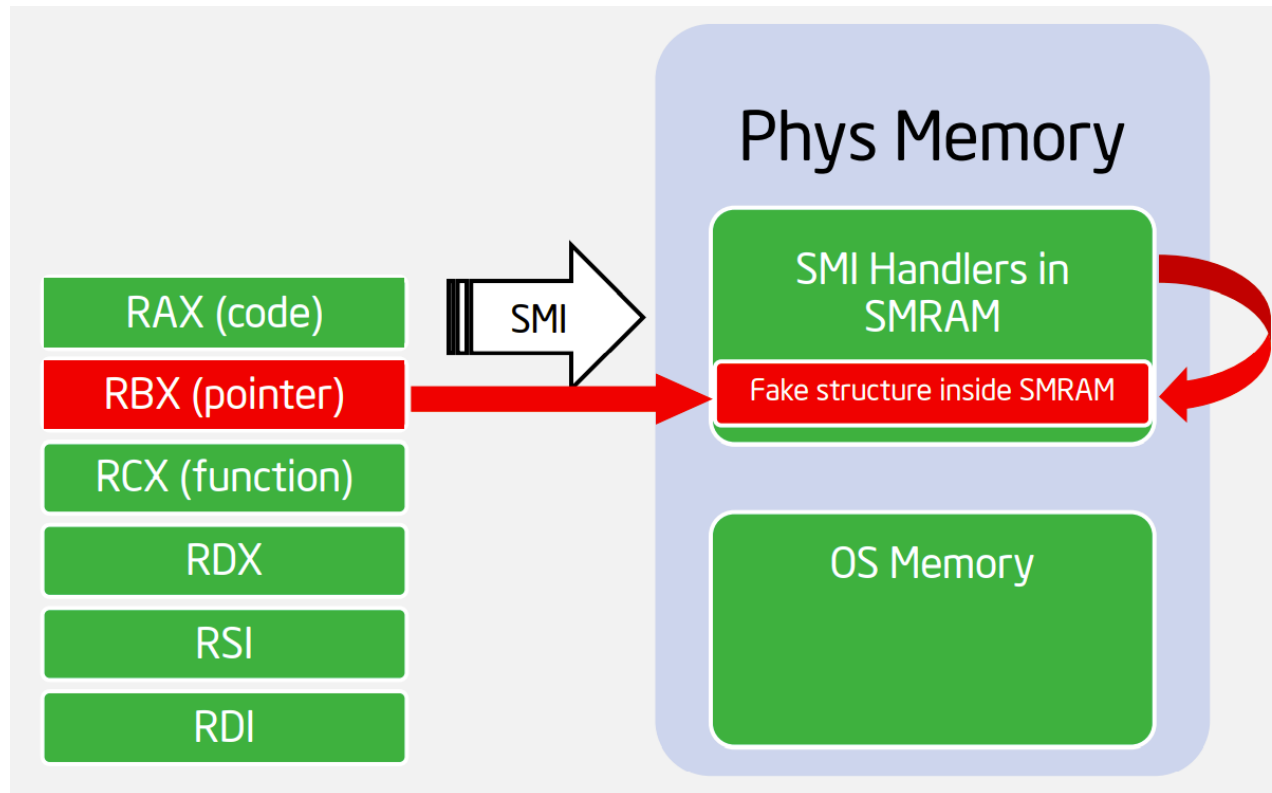 Phys Memory
SMI Handlers in
SMRAM
Fake structure inside SMRAM
OS Memory
SMI
RAX (code)
RBX (pointer)
RCX (function)
RDX
RSI
RDI